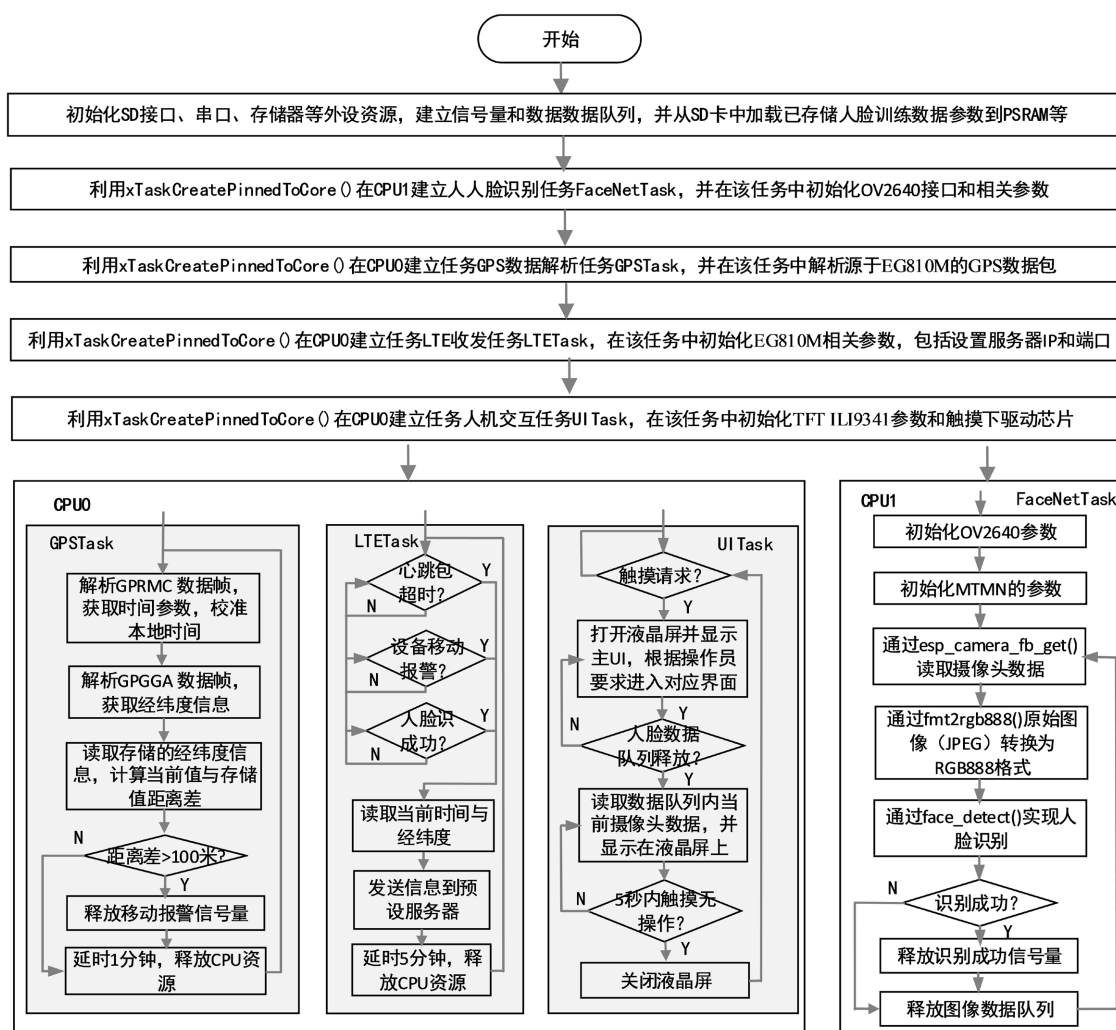 开始
初始化SD接口、串口、存储器等外设资源，建立信号量和数据数据队列，并从SD卡中加载已存储人脸训练数据参数到PSRAM等
利用xTaskCreatePinnedToCore()在CPU1建立人人脸识别任务FaceNetTask，并在该任务中初始化OV2640接口和相关参数
利用xTaskCreatePinnedToCore()在CPU0建立任务GPS数据解析任务GPSTask，并在该任务中解析源于EG810M的GPS数据包
利用xTaskCreatePinnedToCore()在CPU0建立任务LTE收发任务LTETask，在该任务中初始化EG810M相关参数，包括设置服务器IP和端口
利用xTaskCreatePinnedToCore()在CPU0建立任务人机交互任务UITask，在该任务中初始化TFT ILI9341参数和触摸下驱动芯片
CPU0
GPSTask
解析GPRMC 数据帧，
获取时间参数，校准
本地时间
解析GPGGA 数据帧，
获取经纬度信息
读取存储的经纬度信
息，计算当前值与存储
值距离差
N
距离差>100米?
Y
释放移动报警信号量
延时1分钟，释放CPU资
源
LTETask
心跳包
超时?
Y
N
设备移动
报警?
Y
N
人脸识
成功?
Y
N
读取当前时间与
经纬度
发送信息到预
设服务器
延时5分钟，释
放CPU资源
UITask
触摸请求?
Y
打开液晶屏并显示
主UI，根据操作员
要求进入对应界面
N
人脸数据
队列释放?
Y
读取数据队列内当
前摄像头数据，并
显示在液晶屏上
N
5秒内触摸无
操作?
Y
关闭液晶屏
CPU1
FaceNetTask
初始化OV2640参数
初始化MTMN的参数
通过esp_camera_fb_get()
读取摄像头数据
通过fmt2rgb888()原始图
像（JPEG）转换为
RGB888格式
通过face_detect()实现人
脸识别
N
识别成功?
Y
释放识别成功信号量
释放图像数据队列